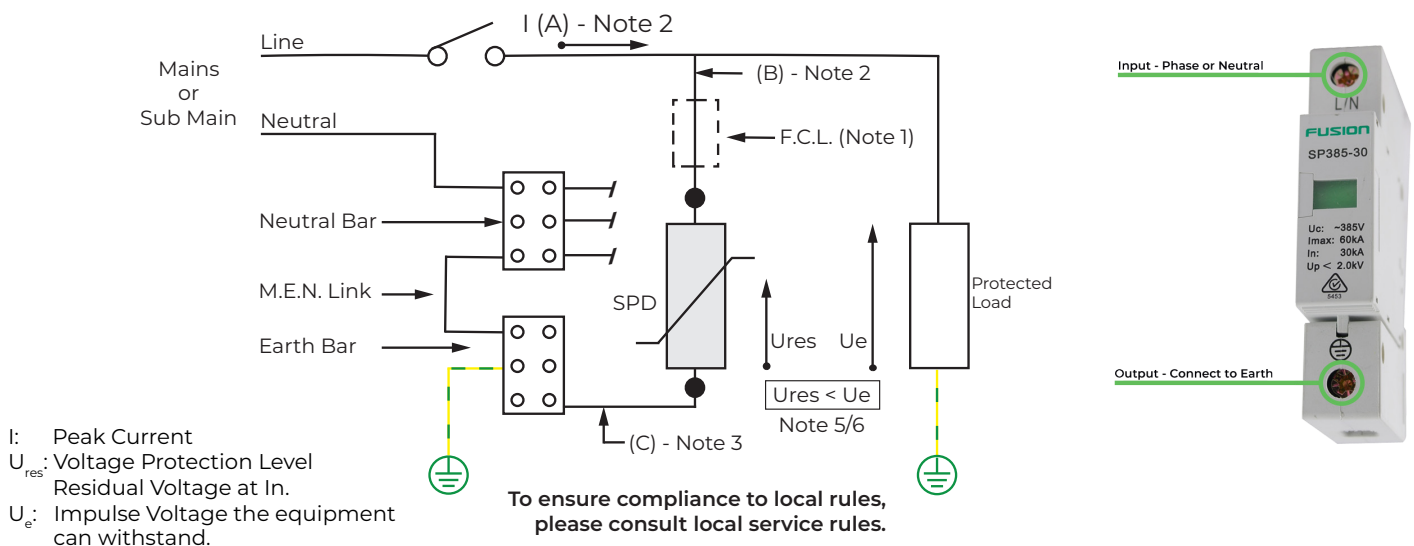 I (A) - Note 2
Line
Mains
or
Sub Main
(B) - Note 2
Neutral
F.C.L. (Note 1)
Neutral Bar
M.E.N. Link
SPD
Protected
Load
Earth Bar
Ures
Ue
Ures < Ue
Note 5/6
(C) - Note 3
I: Peak Current
Ures: Voltage Protection Level
Residual Voltage at In.
Ue: Impulse Voltage the equipment
can withstand.
To ensure compliance to local rules,
please consult local service rules.
Input - Phase or Neutral
L/N
FUSION
SP385-30
Uc: ~385V
Imax: 60kA
In: 30kA
Up < 2.0kV
5453
Output - Connect to Earth